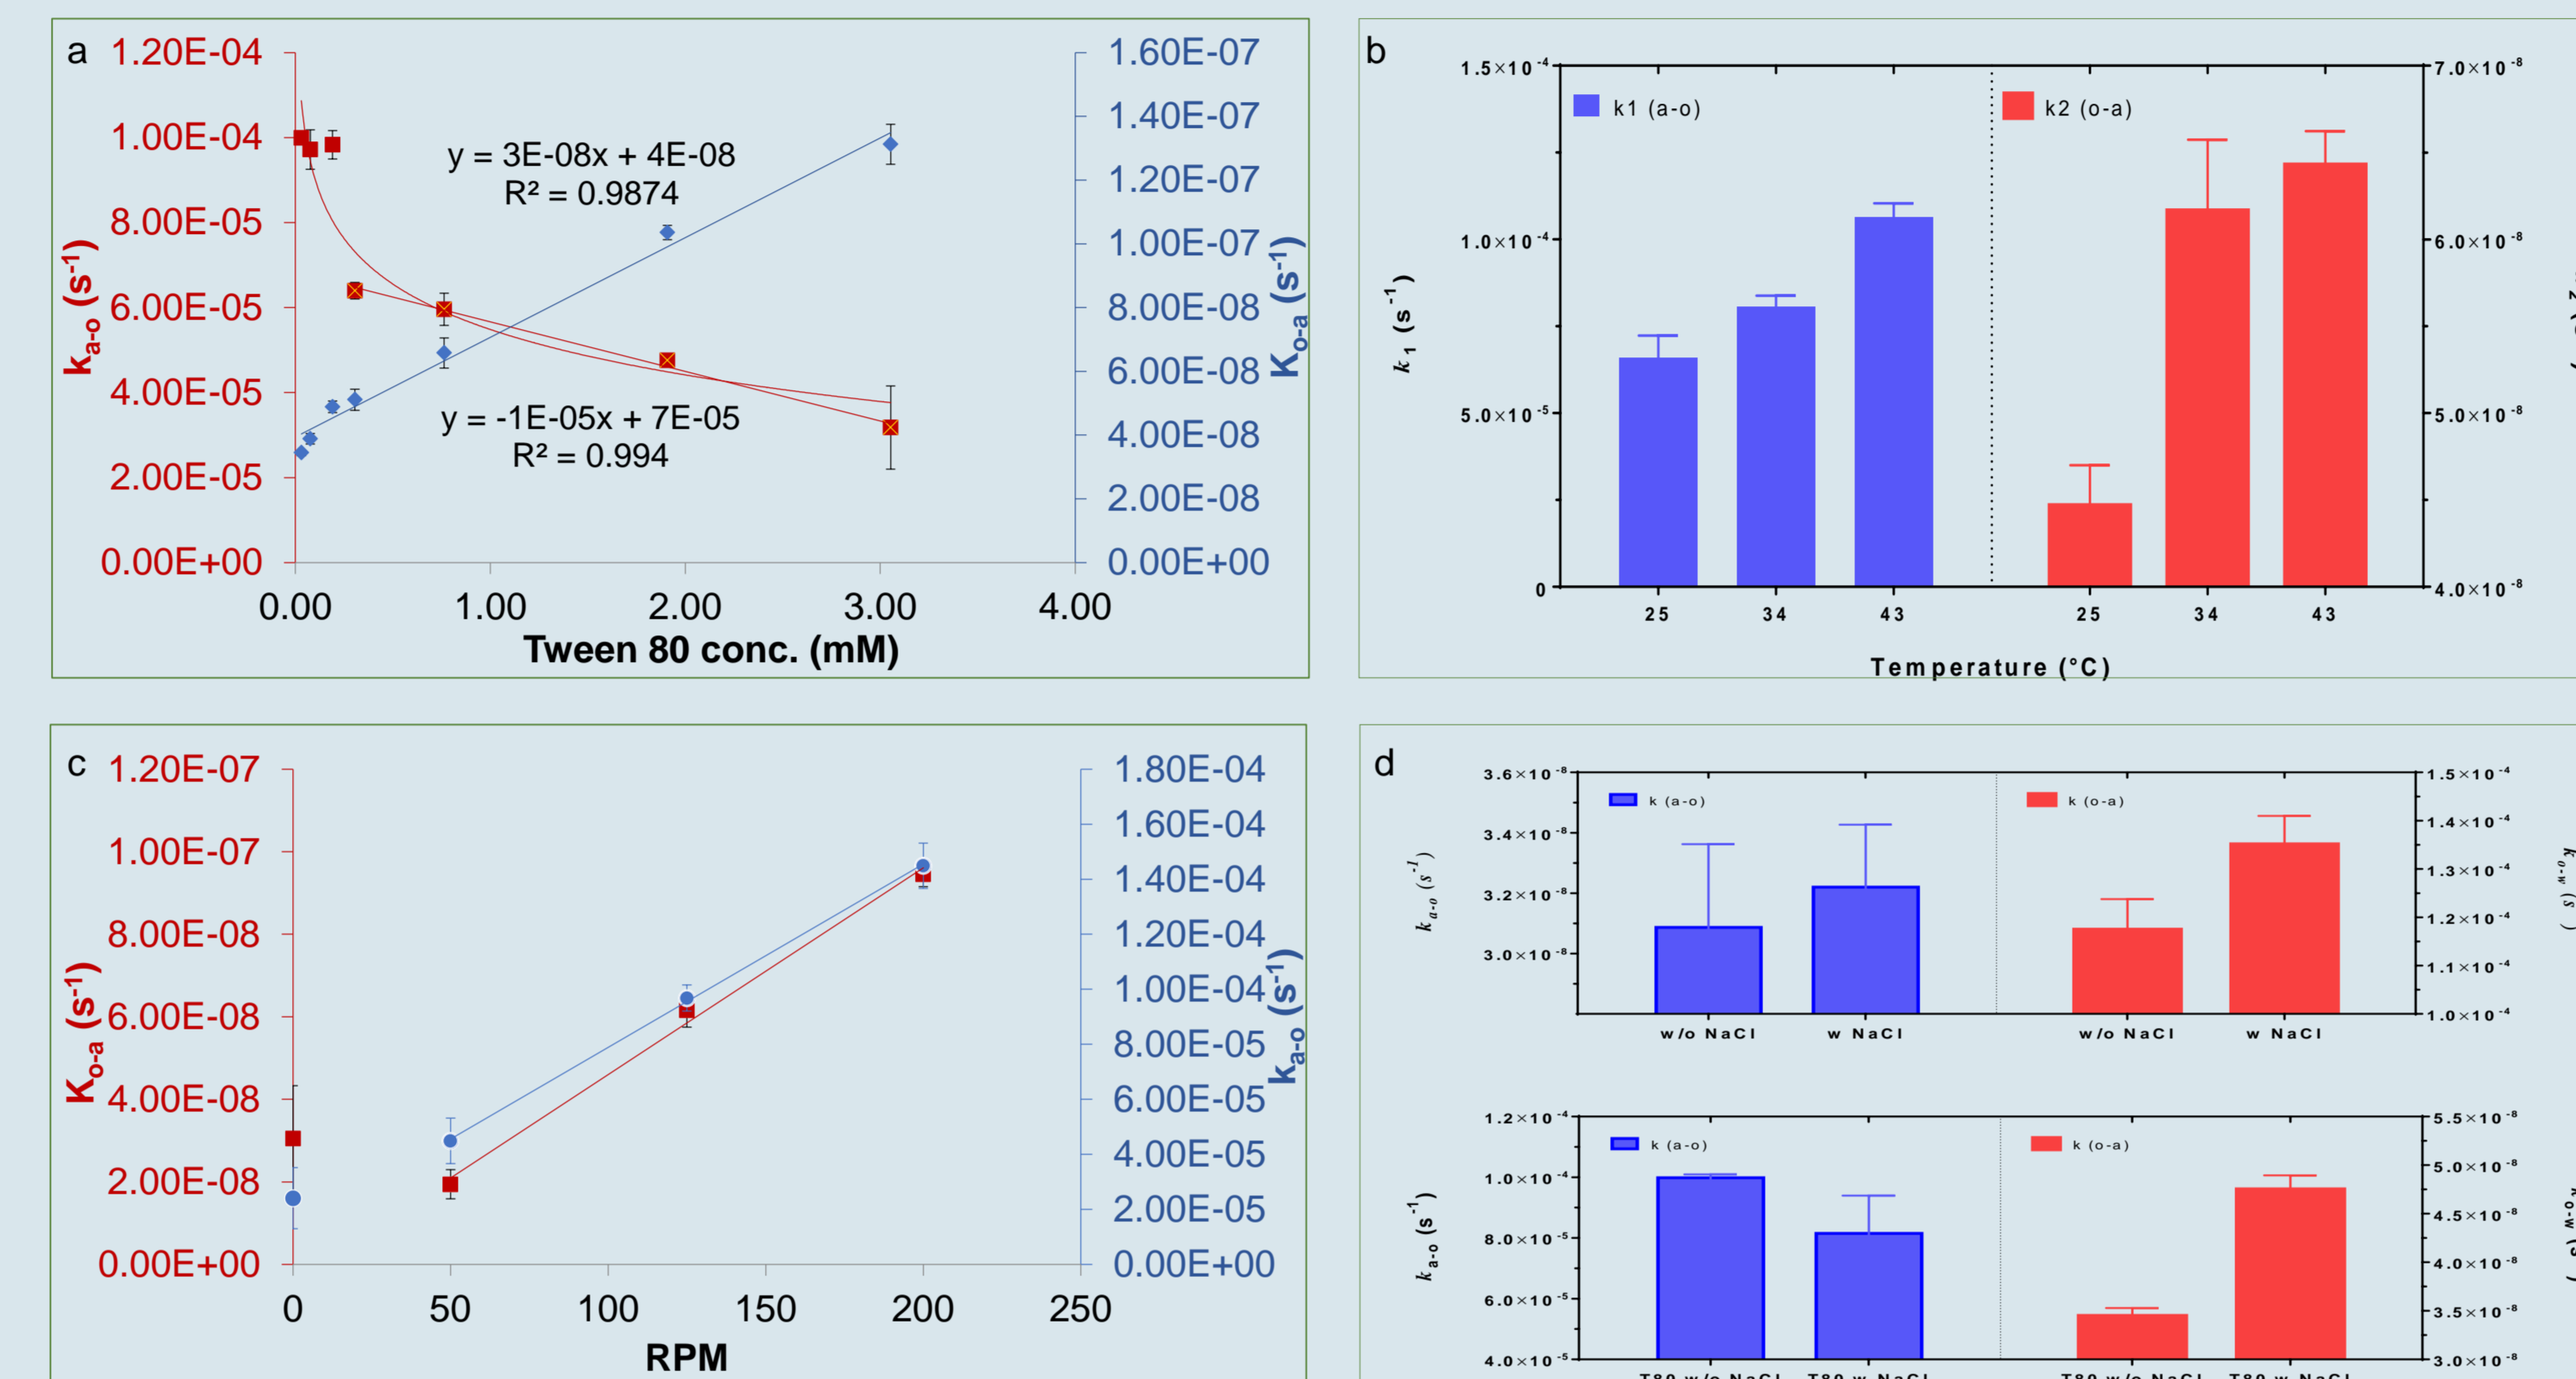 a
1.20E-04
1.00E-04
8.00E-05
6.00E-05
4.00E-05
2.00E-05
0.00E+00
k a-o (s-1)
y = 3E-08x + 4E-08
R² = 0.9874
y = -1E-05x + 7E-05
R² = 0.994
1.60E-07
1.40E-07
1.20E-07
1.00E-07
8.00E-08
6.00E-08
4.00E-08
2.00E-08
0.00E+00
K o-a (s-1)
0.00 1.00 2.00 3.00 4.00
Tween 80 conc. (mM)
b
1.5×10-4
1.0×10-4
5.0×10-5
0
k 1 (s-1)
k1 (a-o)
k2 (o-a)
7.0×10-8
6.0×10-8
5.0×10-8
4.0×10-8
25 34 43 25 34 43
Temperature (°C)
c
1.20E-07
1.00E-07
8.00E-08
6.00E-08
4.00E-08
2.00E-08
0.00E+00
K o-a (s-1)
1.80E-04
1.60E-04
1.40E-04
1.20E-04
1.00E-04
8.00E-05
6.00E-05
4.00E-05
2.00E-05
0.00E+00
k a-o (s-1)
0 50 100 150 200 250
RPM
d
3.6×10-8
3.4×10-8
3.2×10-8
3.0×10-8
k a-o (s-1)
k (a-o)
k (o-a)
1.5×10-4
1.4×10-4
1.3×10-4
1.2×10-4
1.1×10-4
1.0×10-4
k o-w (s )
w/o NaCl w NaCl w/o NaCl w NaCl
1.2×10-4
1.0×10-4
8.0×10-5
6.0×10-5
4.0×10-5
k a-o (s-1)
k (a-o)
k (o-a)
5.5×10-8
5.0×10-8
4.5×10-8
4.0×10-8
3.5×10-8
3.0×10-8
T80 w/o NaCl T80 w NaCl T80 w/o NaCl T80 w NaCl